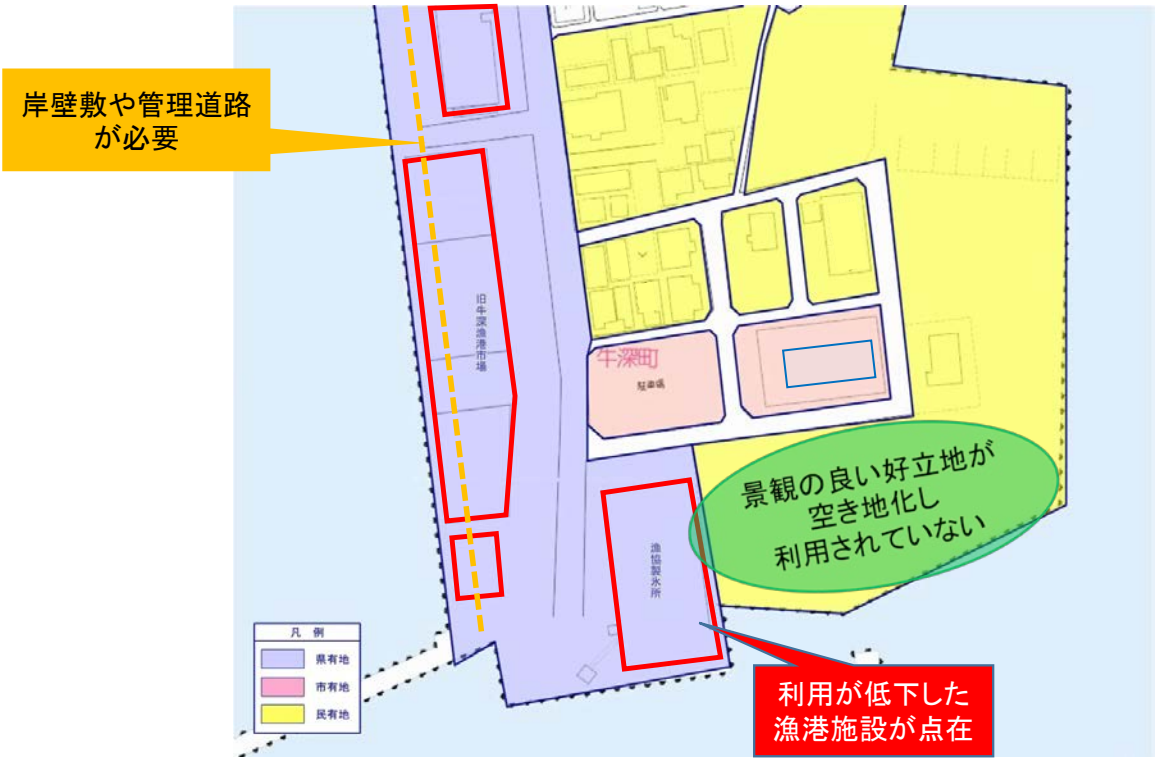 岸壁敷や管理道路
が必要
旧牛深漁港市場
牛深町
駐車場
景観の良い好立地が
空き地化し
利用されていない
漁協製氷所
凡 例
県有地
市有地
民有地
利用が低下した
漁港施設が点在